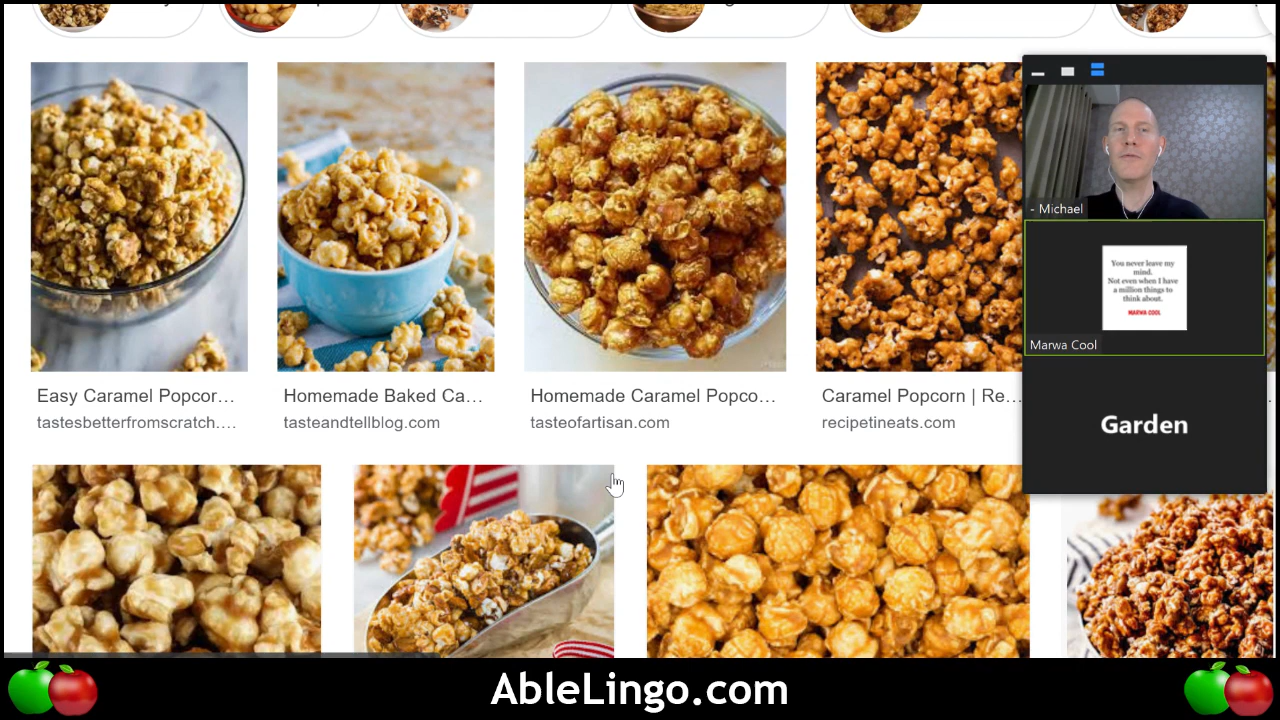 - Michael
You never leave my
mind.
Not even when I have
a million things to
think about.
MARWA COOL
Marwa Cool
Garden
Easy Caramel Popcor…
tastesbetterfromscratch.…
Homemade Baked Ca…
tasteandtellblog.com
Homemade Caramel Popco…
tasteofartisan.com
Caramel Popcorn | Re…
recipetineats.com
AbleLingo.com